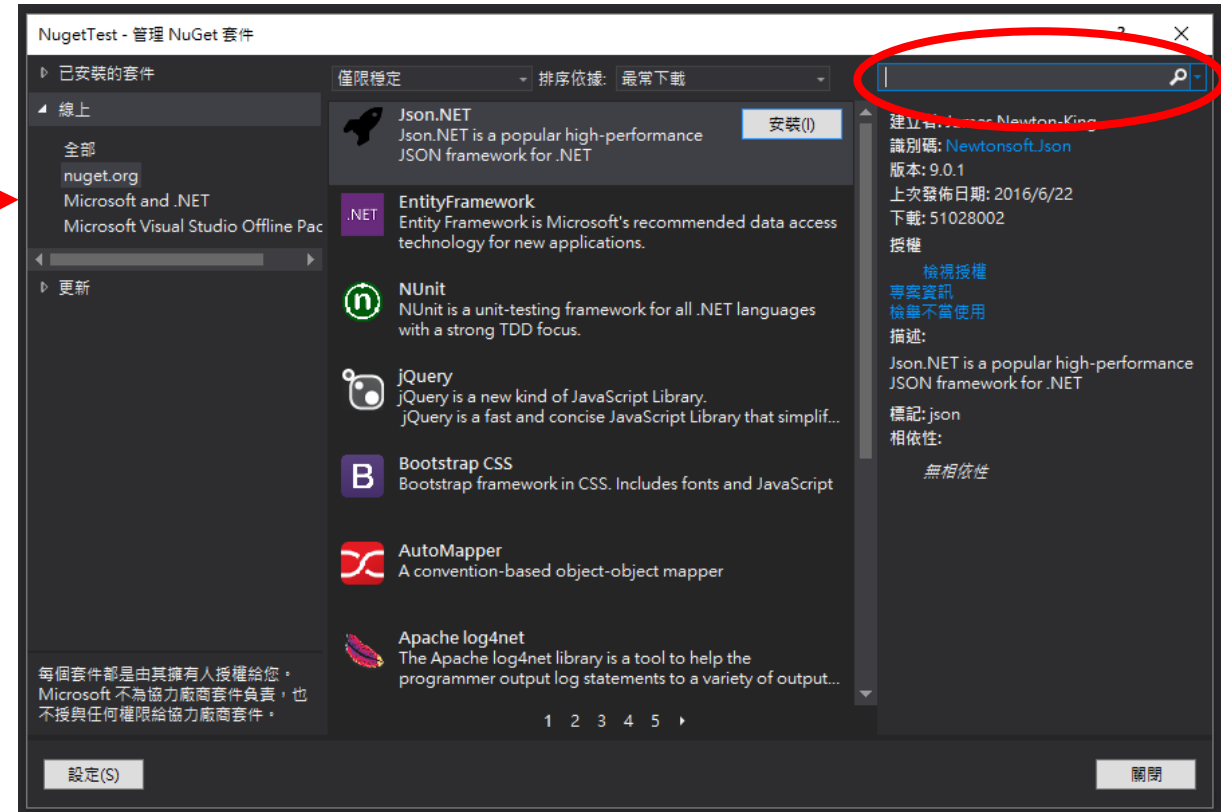 NugetTest - 管理 NuGet 套件
已安裝的套件
線上
全部
nuget.org
Microsoft and .NET
Microsoft Visual Studio Offline Pac
更新
每個套件都是由其擁有人授權給您。
Microsoft 不為協力廠商套件負責，也
不授與任何權限給協力廠商套件。
設定(S)
僅限穩定
排序依據: 最常下載
Json.NET
Json.NET is a popular high-performance
JSON framework for .NET
安裝(I)
.NET
EntityFramework
Entity Framework is Microsoft's recommended data access
technology for new applications.
n
NUnit
NUnit is a unit-testing framework for all .NET languages
with a strong TDD focus.
jQuery
jQuery is a new kind of JavaScript Library.
jQuery is a fast and concise JavaScript Library that simplif...
B
Bootstrap CSS
Bootstrap framework in CSS. Includes fonts and JavaScript
AutoMapper
A convention-based object-object mapper
Apache log4net
The Apache log4net library is a tool to help the
programmer output log statements to a variety of output...
1 2 3 4 5
建立者: James Newton-King
識別碼: Newtonsoft.Json
版本: 9.0.1
上次發佈日期: 2016/6/22
下載: 51028002
授權
檢視授權
專案資訊
檢舉不當使用
描述:
Json.NET is a popular high-performance
JSON framework for .NET
標記: json
相依性:
無相依性
關閉